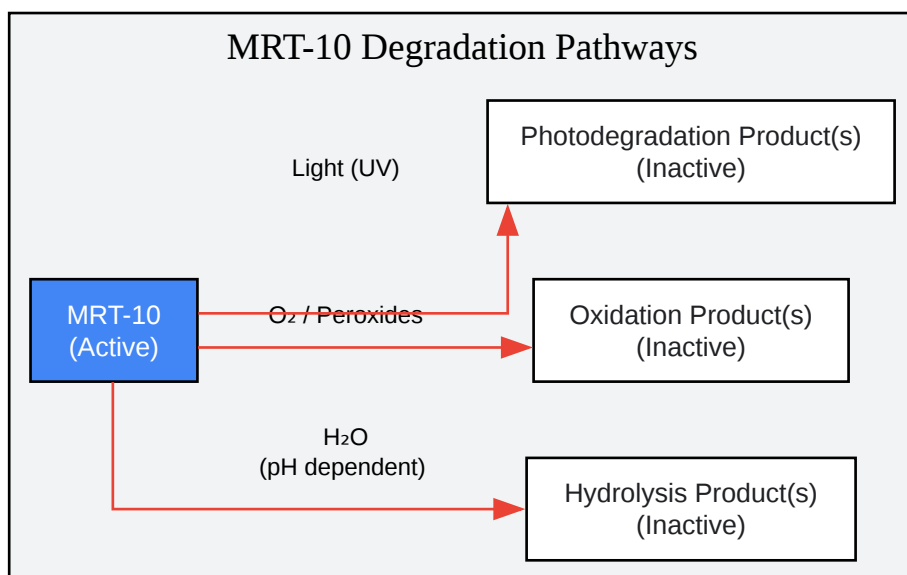 MRT-10 Degradation Pathways
Photodegradation Product(s)
(Inactive)
Light (UV)
MRT-10
(Active)
O₂ / Peroxides
Oxidation Product(s)
(Inactive)
H₂O
(pH dependent)
Hydrolysis Product(s)
(Inactive)